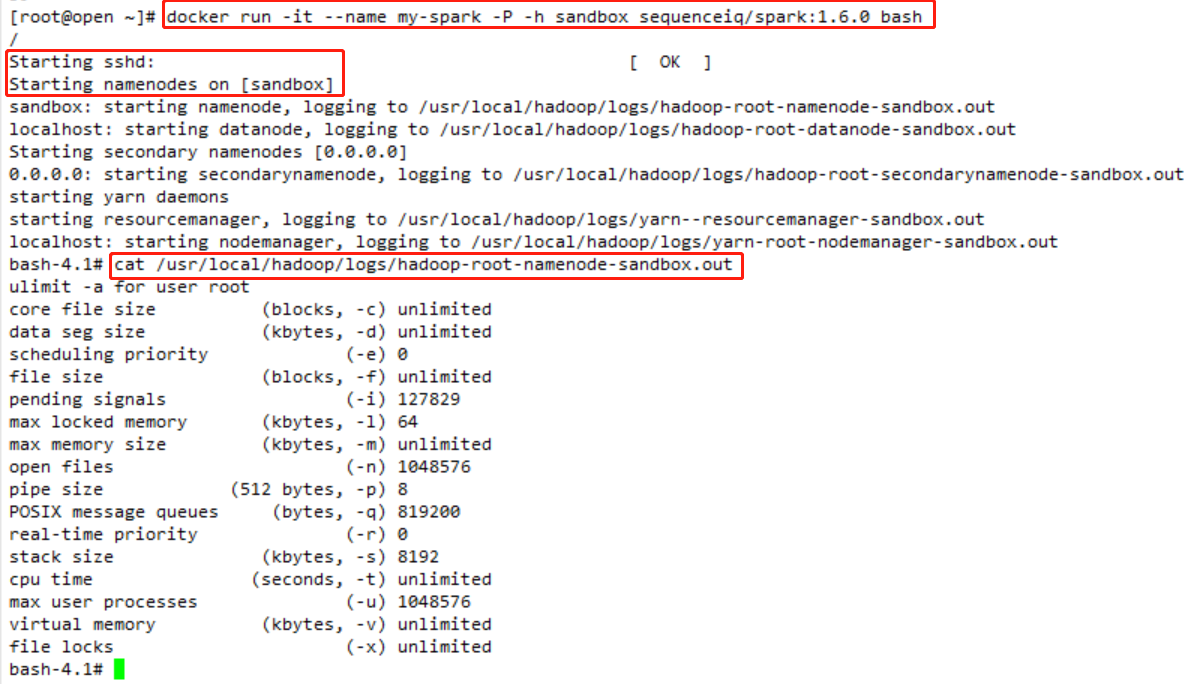 [root@open ~]# docker run -it --name my-spark -P -h sandbox sequenceiq/spark:1.6.0 bash
/
Starting sshd:                                             [  OK  ]
Starting namenodes on [sandbox]
sandbox: starting namenode, logging to /usr/local/hadoop/logs/hadoop-root-namenode-sandbox.out
localhost: starting datanode, logging to /usr/local/hadoop/logs/hadoop-root-datanode-sandbox.out
Starting secondary namenodes [0.0.0.0]
0.0.0.0: starting secondarynamenode, logging to /usr/local/hadoop/logs/hadoop-root-secondarynamenode-sandbox.out
starting yarn daemons
starting resourcemanager, logging to /usr/local/hadoop/logs/yarn--resourcemanager-sandbox.out
localhost: starting nodemanager, logging to /usr/local/hadoop/logs/yarn-root-nodemanager-sandbox.out
bash-4.1# cat /usr/local/hadoop/logs/hadoop-root-namenode-sandbox.out
ulimit -a for user root
core file size          (blocks, -c) unlimited
data seg size           (kbytes, -d) unlimited
scheduling priority             (-e) 0
file size               (blocks, -f) unlimited
pending signals                 (-i) 127829
max locked memory       (kbytes, -l) 64
max memory size         (kbytes, -m) unlimited
open files                      (-n) 1048576
pipe size            (512 bytes, -p) 8
POSIX message queues     (bytes, -q) 819200
real-time priority              (-r) 0
stack size              (kbytes, -s) 8192
cpu time               (seconds, -t) unlimited
max user processes              (-u) 1048576
virtual memory          (kbytes, -v) unlimited
file locks                      (-x) unlimited
bash-4.1#